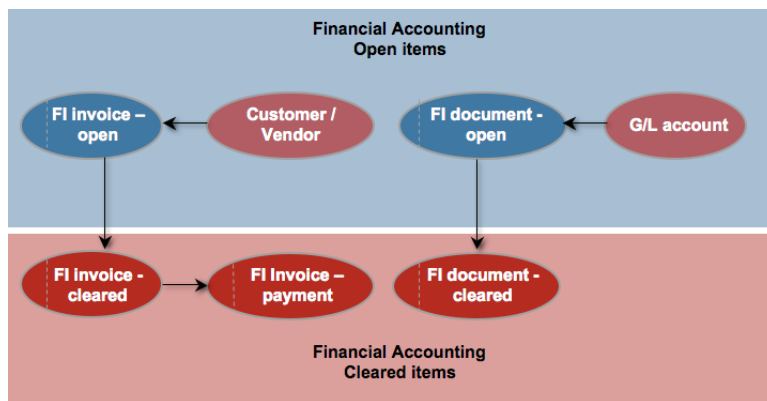 Financial Accounting
Open items
FI invoice –
open
Customer /
Vendor
FI document -
open
G/L account
FI invoice -
cleared
FI Invoice –
payment
FI document -
cleared
Financial Accounting
Cleared items